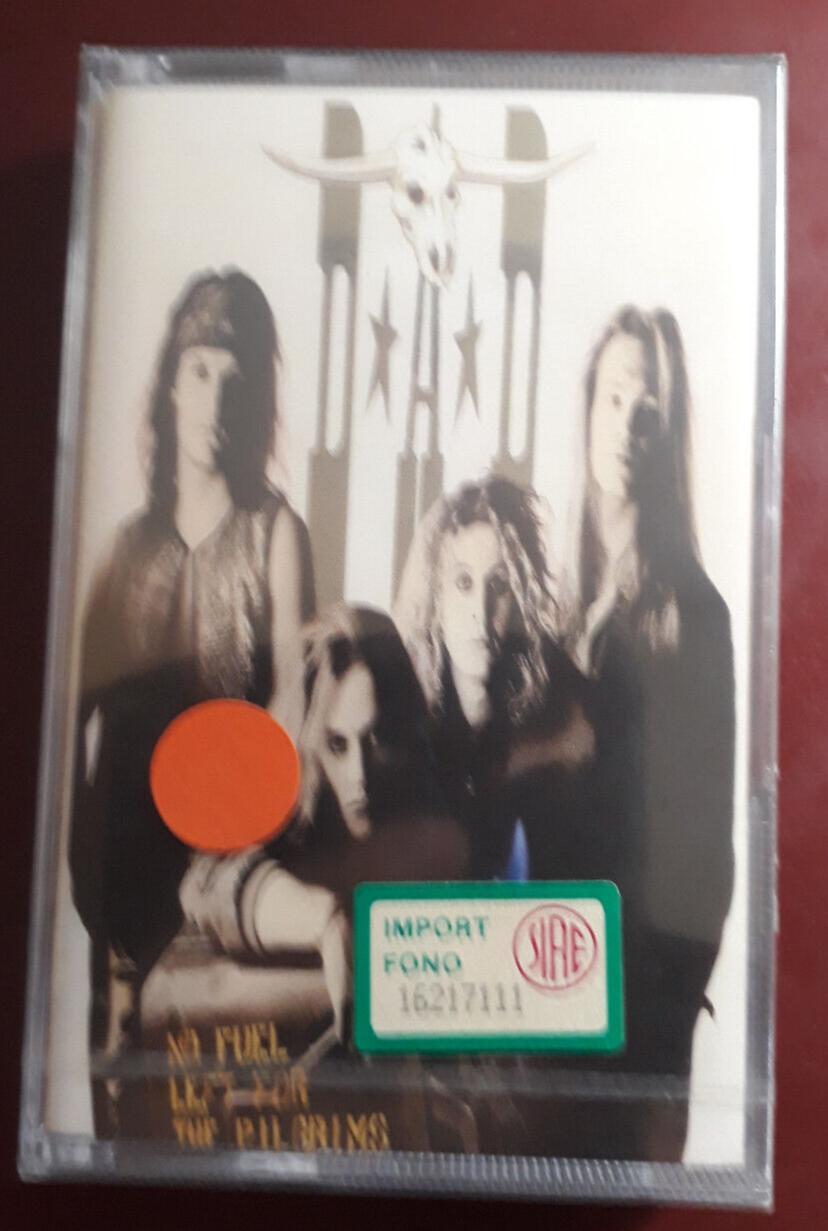 D★A★D
IMPORT
FONO
16217111
SIAE
NO FUEL
LEFT FOR
THE PILGRIMS